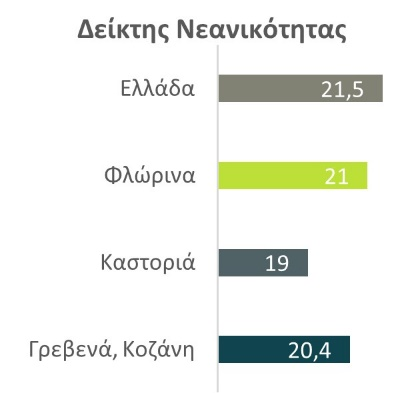 Δείκτης Νεανικότητας
Ελλάδα 21,5
Φλώρινα 21
Καστοριά 19
Γρεβενά, Κοζάνη 20,4